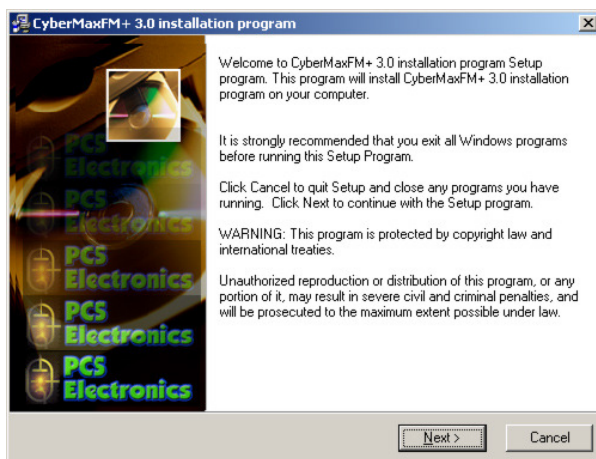 CyberMaxFM+ 3.0 installation program
Welcome to CyberMaxFM+ 3.0 installation program Setup
program. This program will install CyberMaxFM+ 3.0 installation
program on your computer.
It is strongly recommended that you exit all Windows programs
before running this Setup Program.
Click Cancel to quit Setup and close any programs you have
running. Click Next to continue with the Setup program.
WARNING: This program is protected by copyright law and
international treaties.
Unauthorized reproduction or distribution of this program, or any
portion of it, may result in severe civil and criminal penalties, and
will be prosecuted to the maximum extent possible under law.
PCS
Electronics
PCS
Electronics
PCS
Electronics
PCS
Electronics
PCS
Electronics
Next >
Cancel